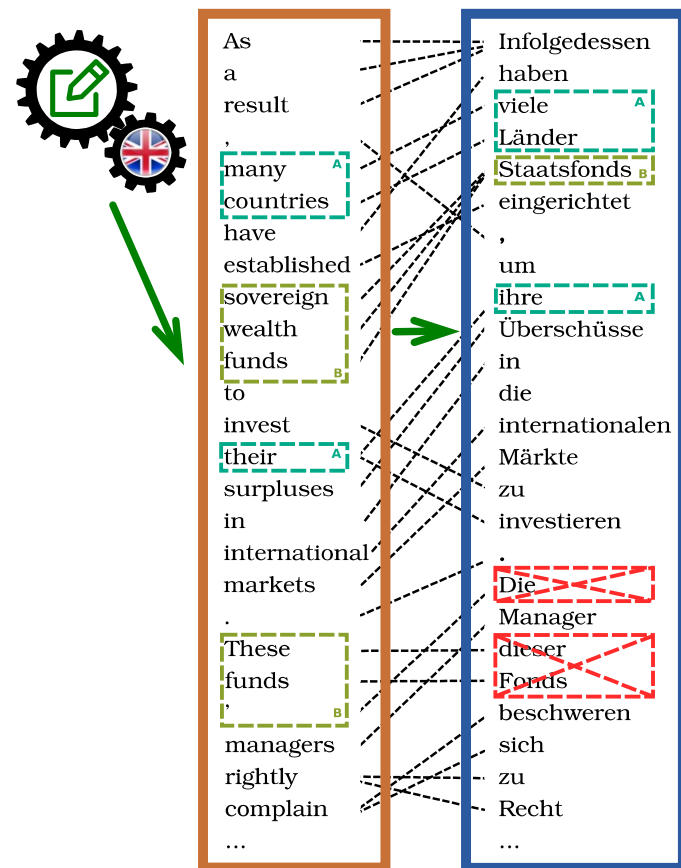 As
a
result
,
many A
countries
have
established
sovereign
wealth
funds
B
to
invest
their A
surpluses
in
international
markets
.
These
funds
, B
managers
rightly
complain
...
Infolgedessen
haben
viele A
Länder
Staatsfonds B
eingerichtet
,
um
ihre A
Überschüsse
in
die
internationalen
Märkte
zu
investieren
.
Die
Manager
dieser
Fonds
beschweren
sich
zu
Recht
...